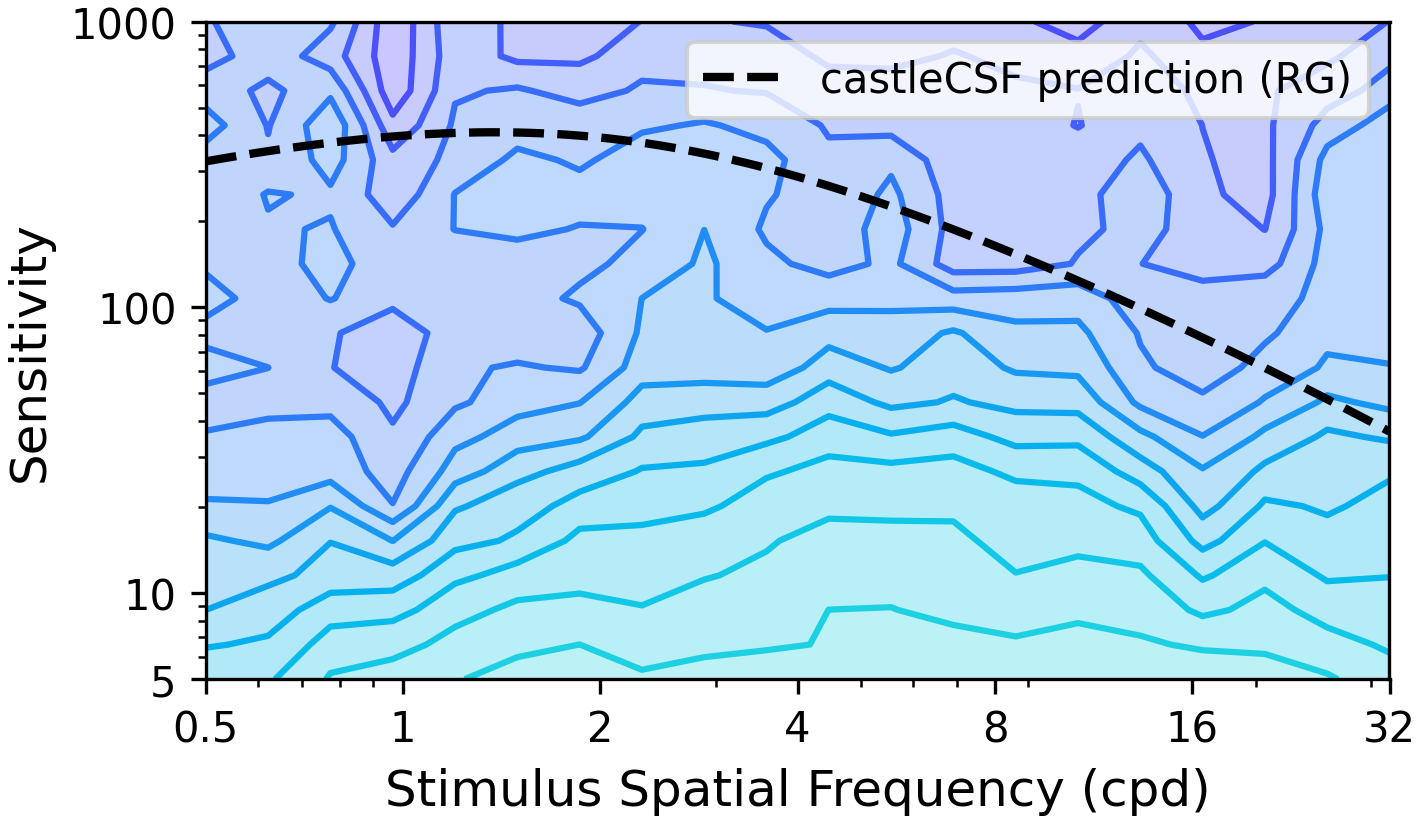 1000
castleCSF prediction (RG)
100
10
5
Sensitivity
0.5 1 2 4 8 16 32
Stimulus Spatial Frequency (cpd)